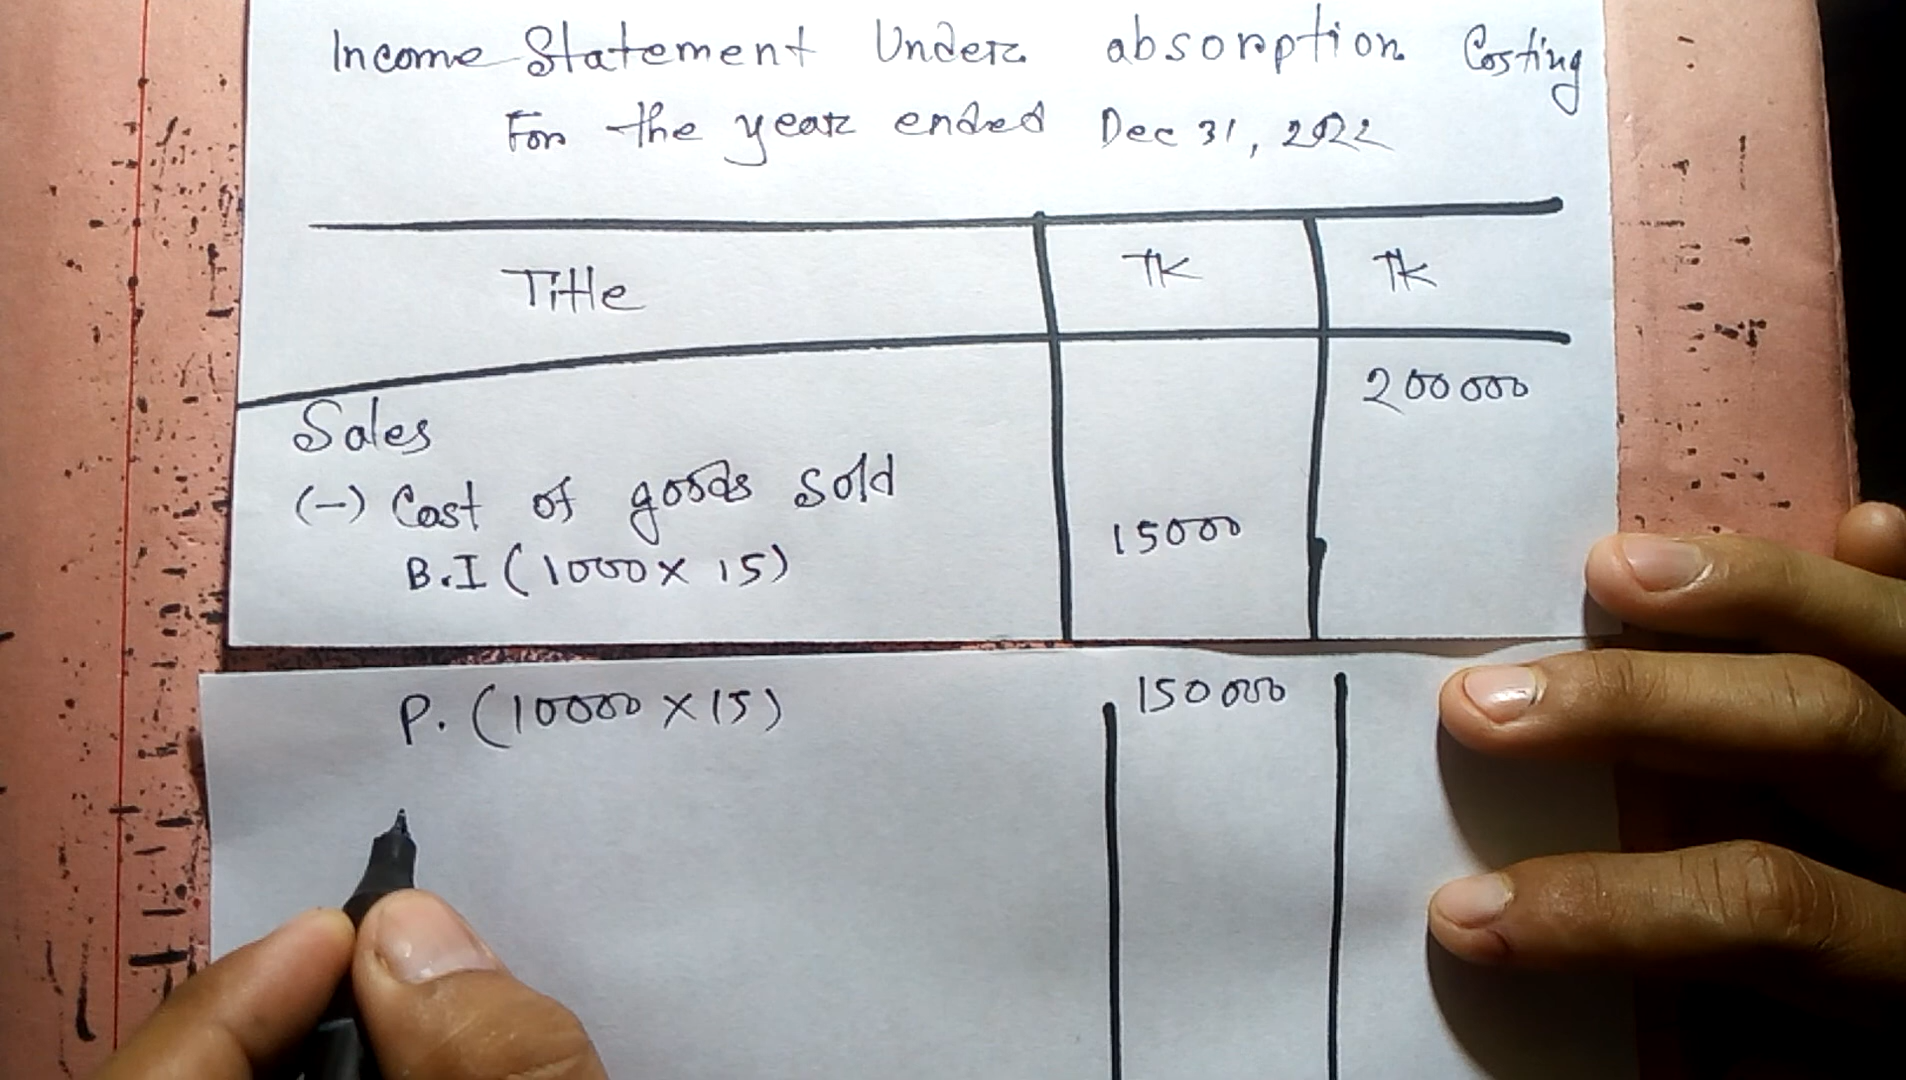 Income Statement Under absorption Costing
For the year ended Dec 31, 2022
Title TK TK
Sales 200000
(-) Cost of goods sold
B.I (1000 x 15) 15000
P. (10000 x 15) 150000